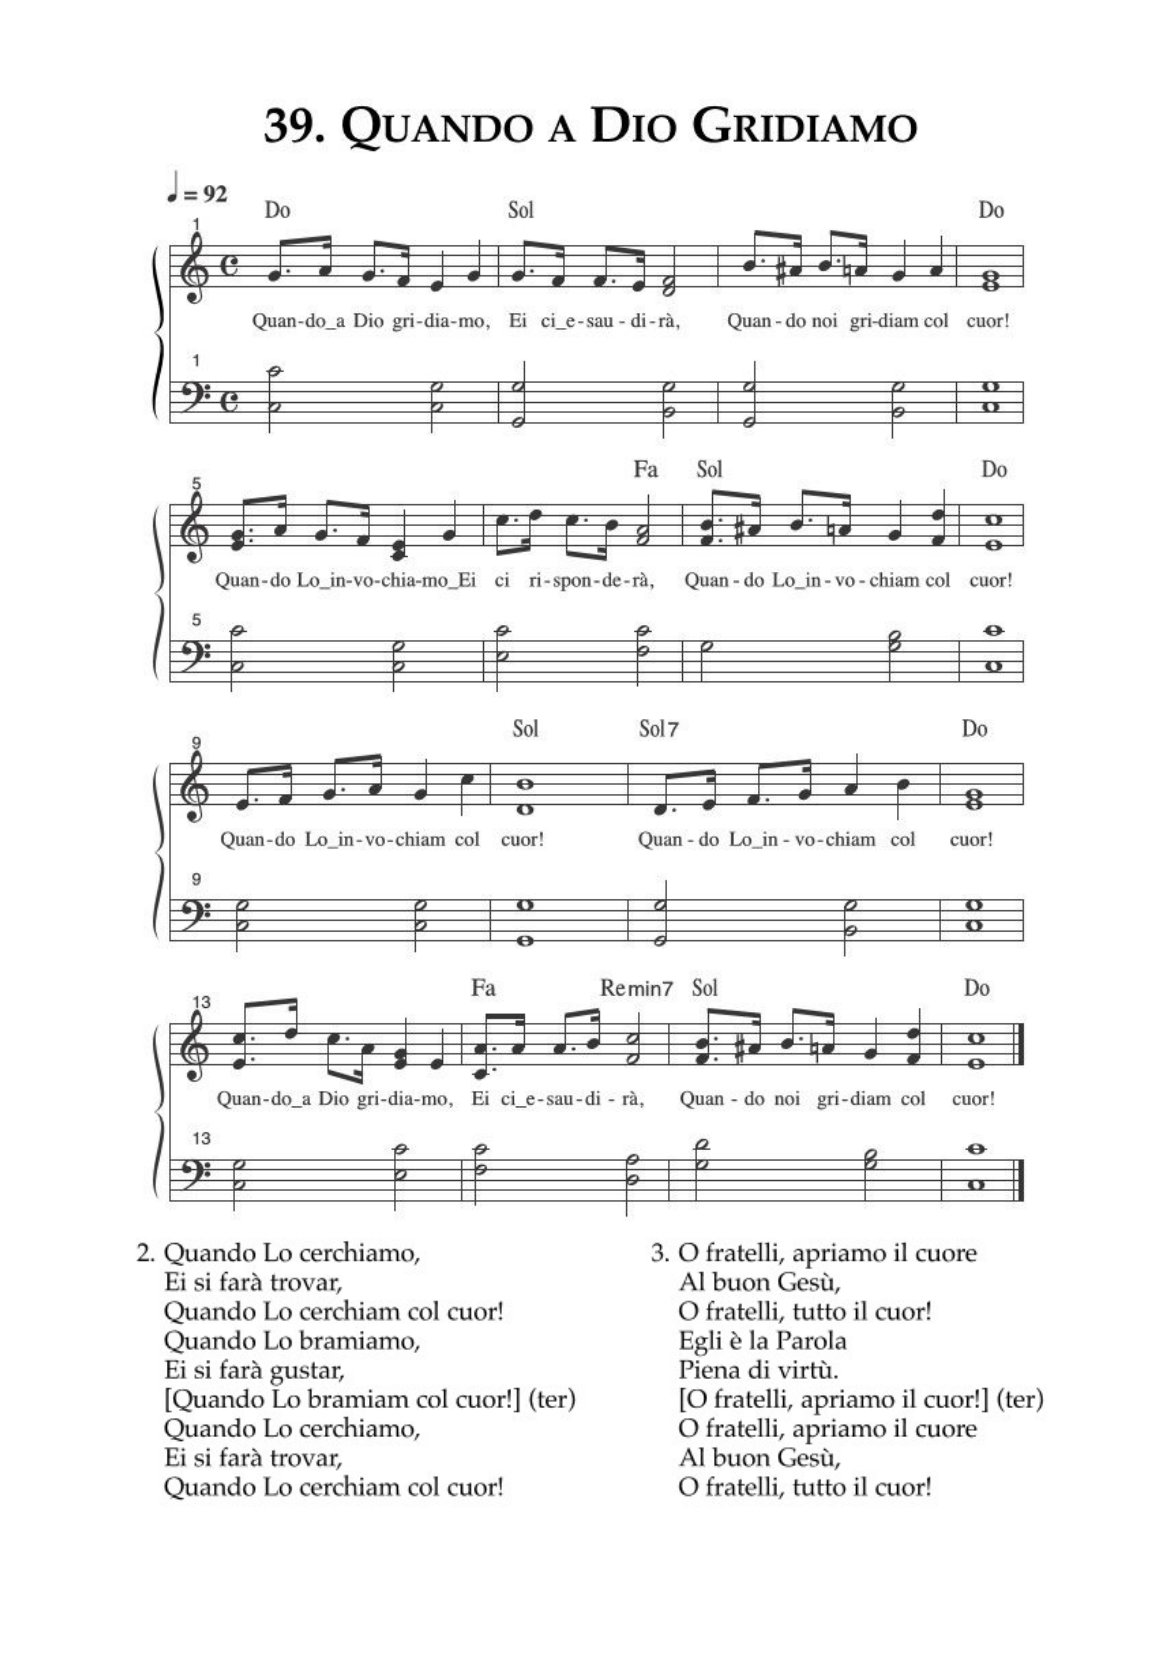 39. QUANDO A DIO GRIDIAMO
= 92
Do Sol Do
1
Quan-do_a Dio gri-dia-mo, Ei ci_e-sau-di-rà, Quan-do noi gri-diam col cuor!
1
Fa Sol Do
5
Quan-do Lo_in-vo-chia-mo_Ei ci ri-spon-de-rà, Quan-do Lo_in-vo-chiam col cuor!
5
Sol Sol7 Do
9
Quan-do Lo_in-vo-chiam col cuor! Quan-do Lo_in-vo-chiam col cuor!
9
Fa Remin7 Sol Do
13
Quan-do_a Dio gri-dia-mo, Ei ci_e-sau-di-rà, Quan-do noi gri-diam col cuor!
13
2. Quando Lo cerchiamo,
Ei si farà trovar,
Quando Lo cerchiam col cuor!
Quando Lo bramiamo,
Ei si farà gustar,
[Quando Lo bramiam col cuor!] (ter)
Quando Lo cerchiamo,
Ei si farà trovar,
Quando Lo cerchiam col cuor!
3. O fratelli, apriamo il cuore
Al buon Gesù,
O fratelli, tutto il cuor!
Egli è la Parola
Piena di virtù.
[O fratelli, apriamo il cuor!] (ter)
O fratelli, apriamo il cuore
Al buon Gesù,
O fratelli, tutto il cuor!